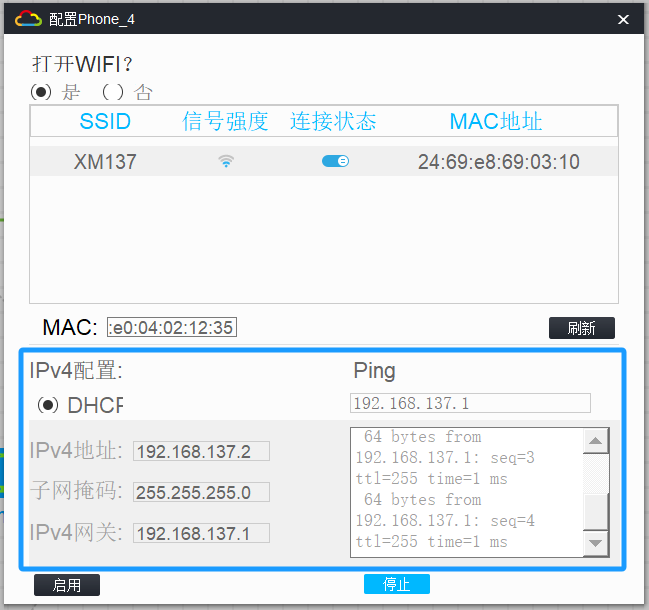 配置Phone_4
打开WIFI?
是 否
SSID 信号强度 连接状态 MAC地址
XM137 24:69:e8:69:03:10
MAC: :e0:04:02:12:35 刷新
IPv4配置: Ping
DHCP 192.168.137.1
IPv4地址: 192.168.137.2
子网掩码: 255.255.255.0
IPv4网关: 192.168.137.1
64 bytes from
192.168.137.1: seq=3
ttl=255 time=1 ms
64 bytes from
192.168.137.1: seq=4
ttl=255 time=1 ms
启用 停止